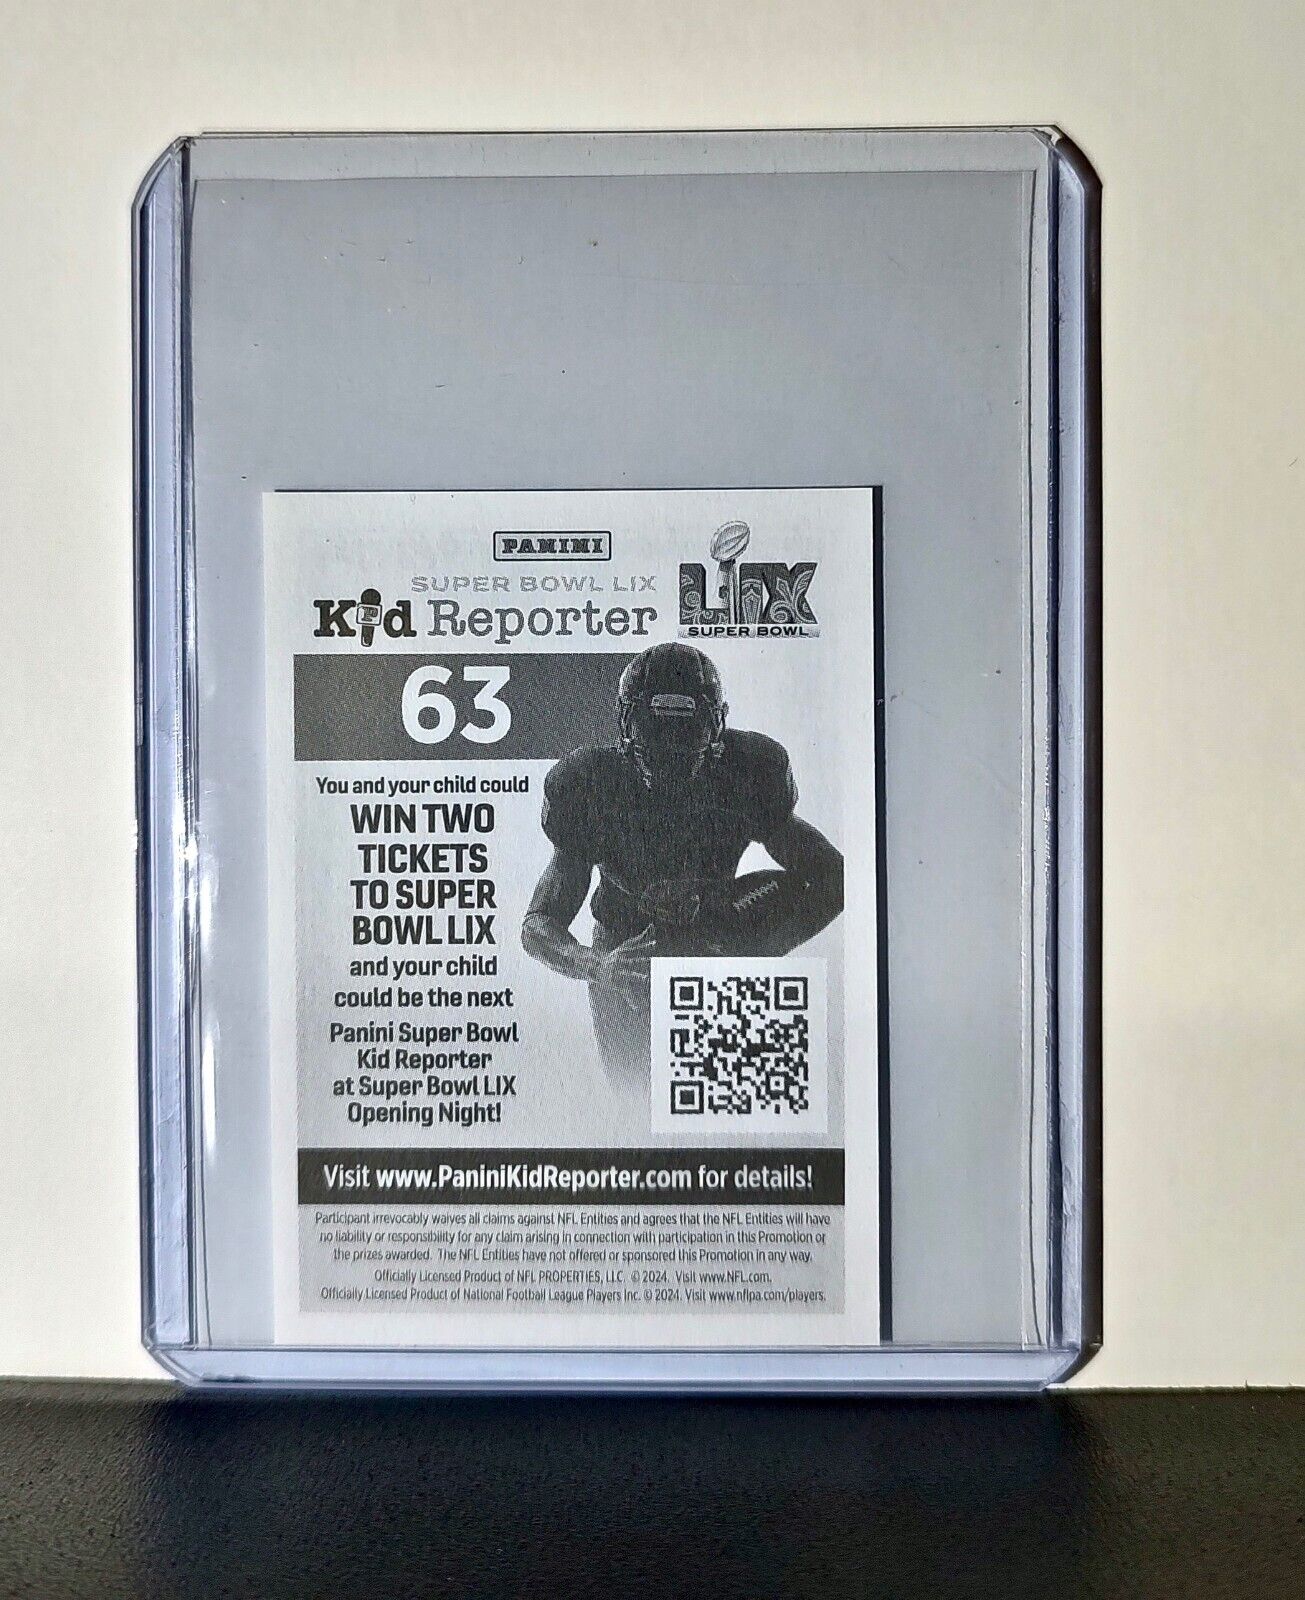 PANINI
SUPER BOWL LIX
Kid Reporter
LIX
SUPER BOWL
63
You and your child could
WIN TWO
TICKETS
TO SUPER
BOWL LIX
and your child
could be the next
Panini Super Bowl
Kid Reporter
at Super Bowl LIX
Opening Night!
Visit www.PaniniKidReporter.com for details!
Participant irrevocably waives all claims against NFL Entities and agrees that the NFL Entities will have
no liability or responsibility for any claim arising in connection with participation in this Promotion or
the prizes awarded. The NFL Entities have not offered or sponsored this Promotion in any way.
Officially Licensed Product of NFL PROPERTIES, LLC. © 2024. Visit www.NFL.com.
Officially Licensed Product of National Football League Players Inc. © 2024. Visit www.nflpa.com/players.